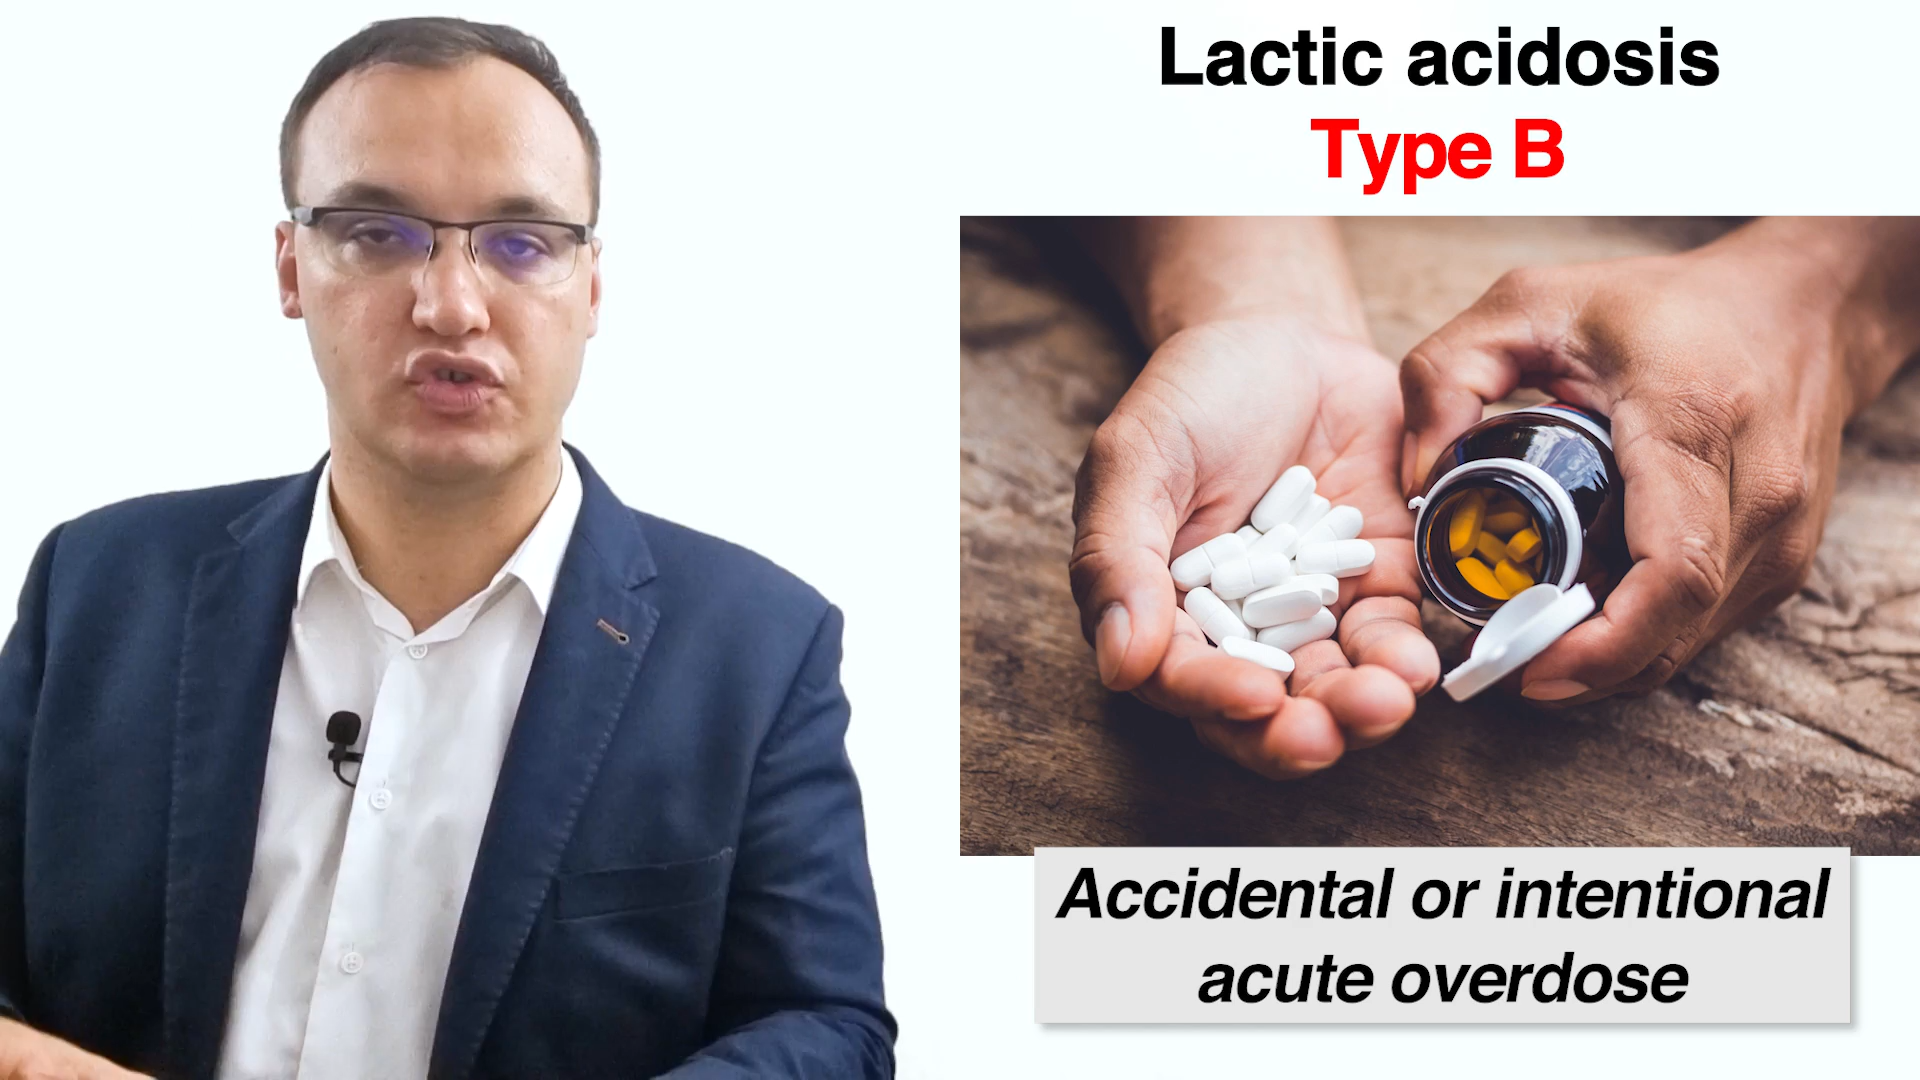 Lactic acidosis
Type B
Accidental or intentional
acute overdose